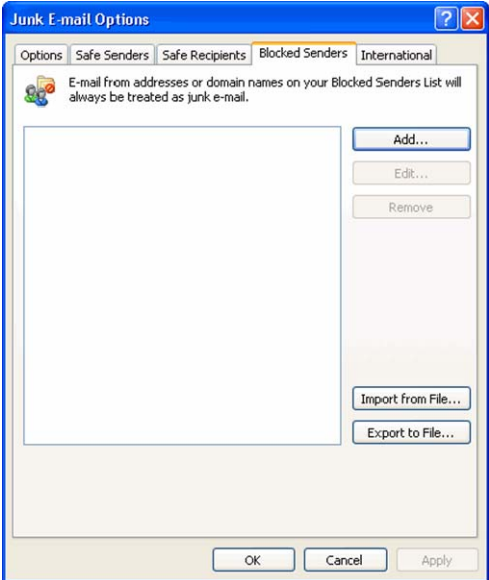 Junk E-mail Options
?
Options Safe Senders Safe Recipients Blocked Senders International
E-mail from addresses or domain names on your Blocked Senders List will
always be treated as junk e-mail.
Add...
Edit...
Remove
Import from File...
Export to File...
OK Cancel Apply